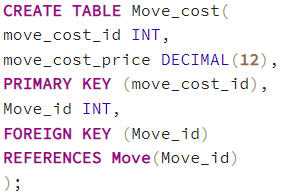 CREATE TABLE Move_cost(
move_cost_id INT,
move_cost_price DECIMAL(12),
PRIMARY KEY (move_cost_id),
Move_id INT,
FOREIGN KEY (Move_id)
REFERENCES Move(Move_id)
);